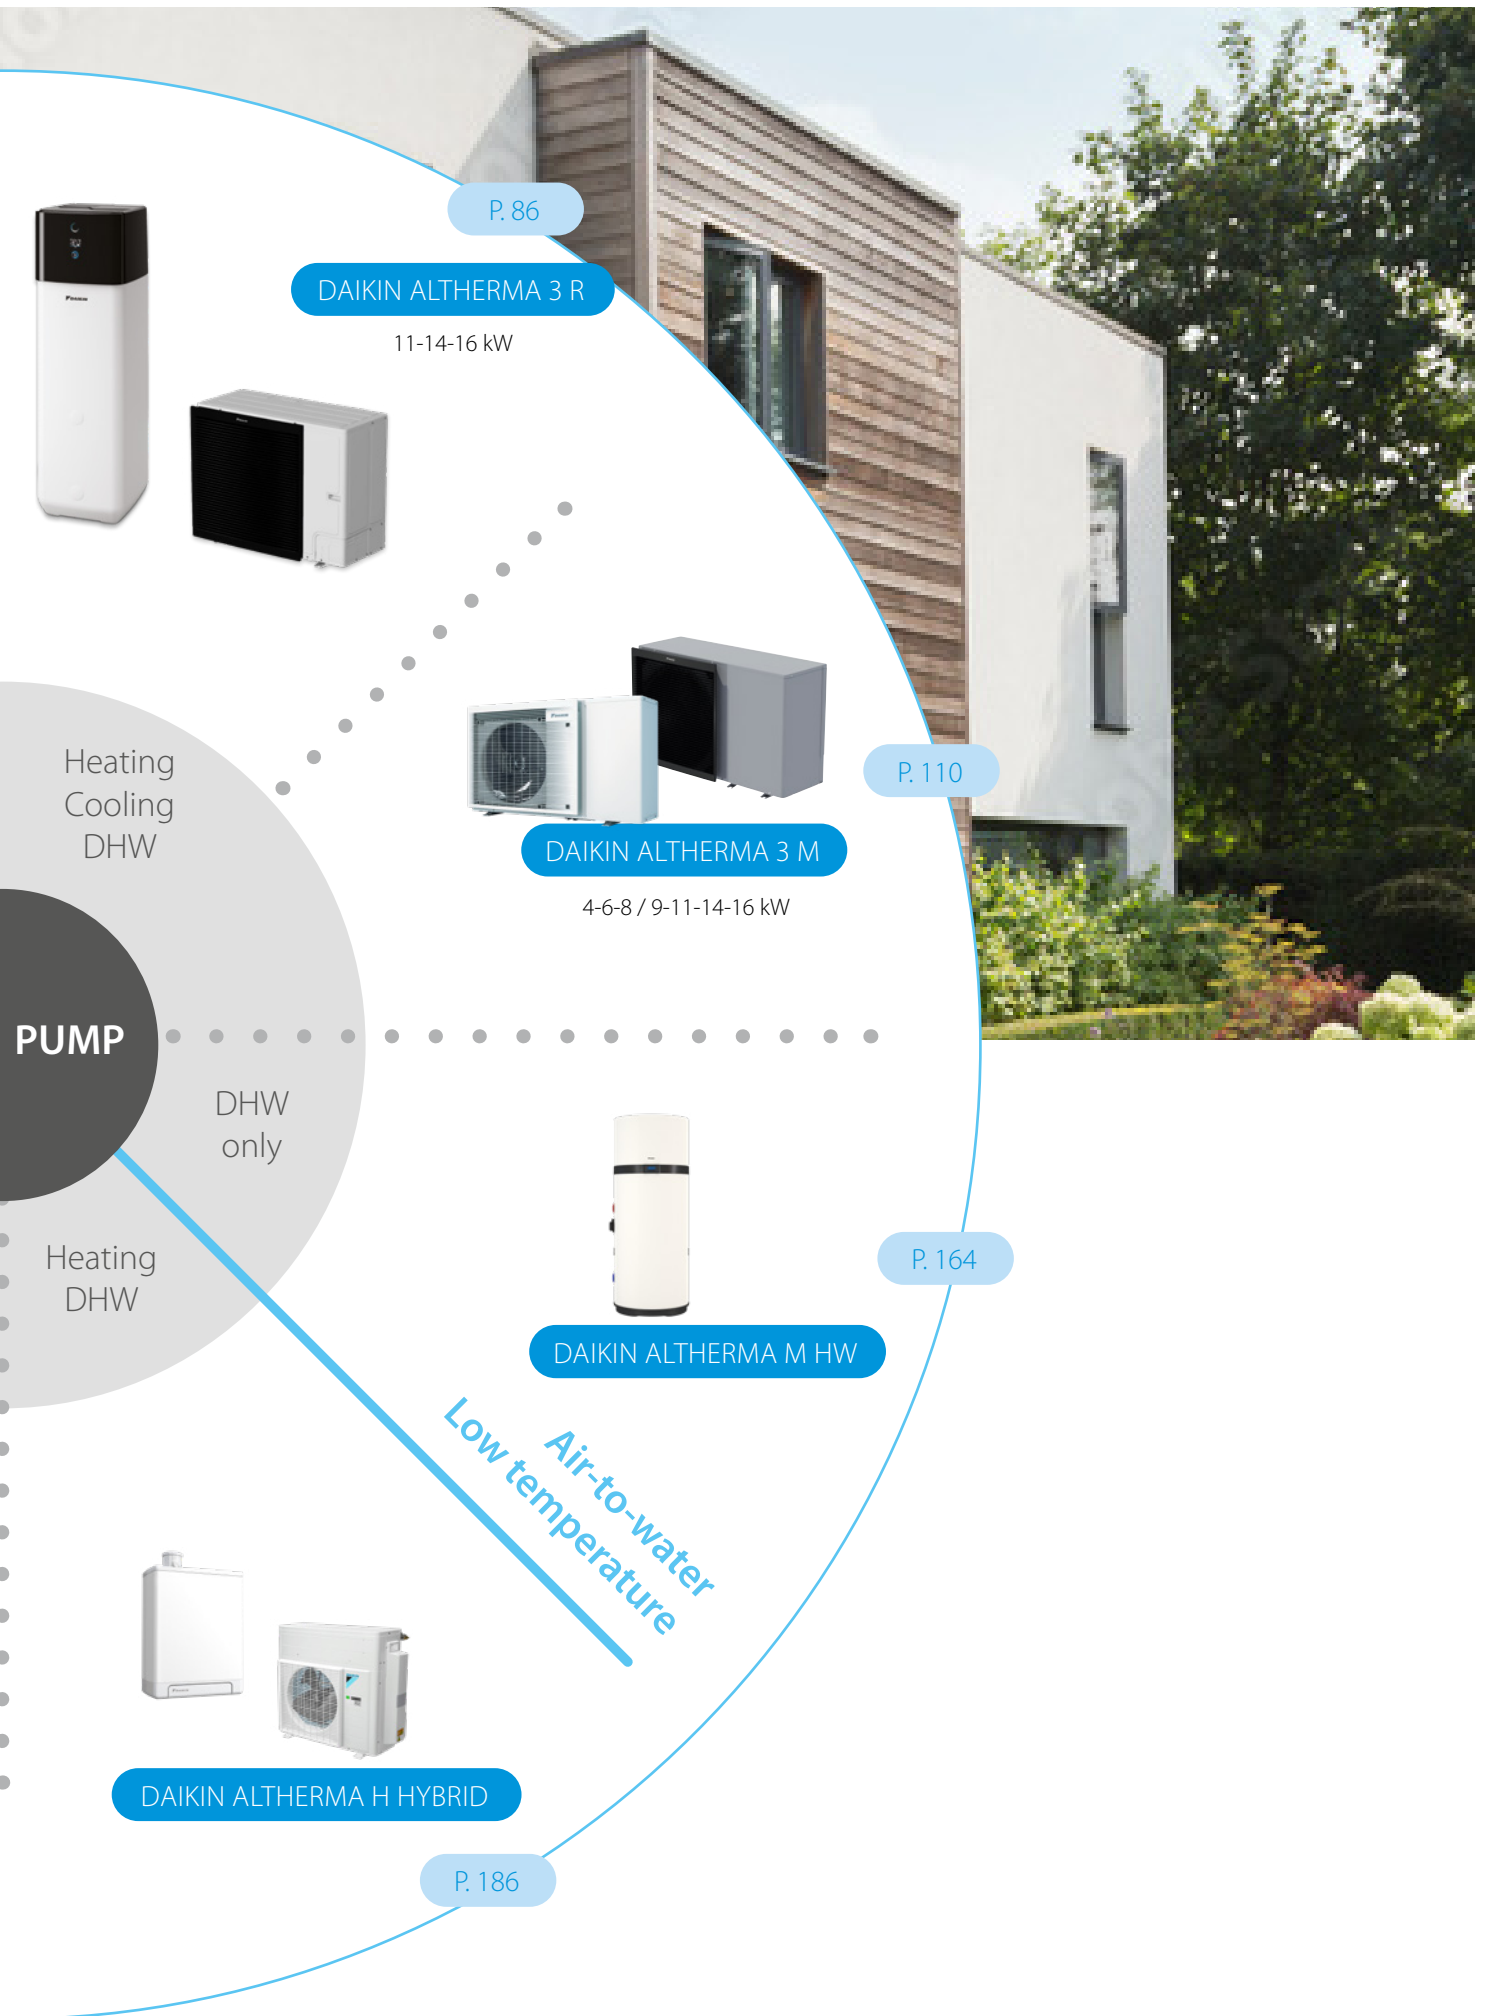 P. 86
DAIKIN ALTHERMA 3 R
11-14-16 kW
Heating
Cooling
DHW
P. 110
DAIKIN ALTHERMA 3 M
4-6-8 / 9-11-14-16 kW
PUMP
DHW
only
Heating
DHW
P. 164
DAIKIN ALTHERMA M HW
Air-to-water
Low temperature
DAIKIN ALTHERMA H HYBRID
P. 186